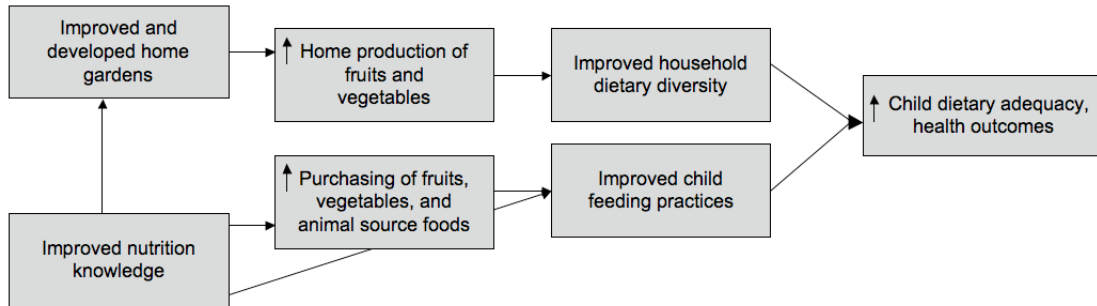 Improved and
developed home
gardens
Home production of
fruits and
vegetables
Improved household
dietary diversity
Child dietary adequacy,
health outcomes
Purchasing of fruits,
vegetables, and
animal source foods
Improved child
feeding practices
Improved nutrition
knowledge